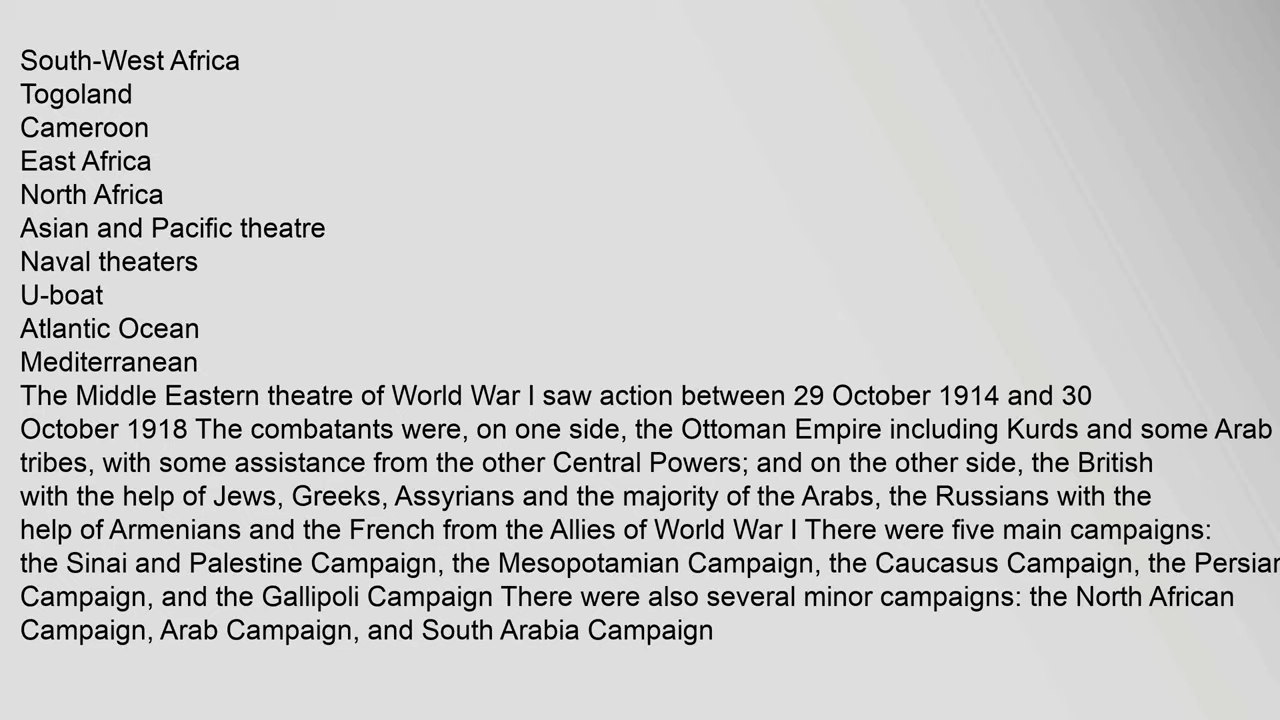 South-West Africa
Togoland
Cameroon
East Africa
North Africa
Asian and Pacific theatre
Naval theaters
U-boat
Atlantic Ocean
Mediterranean
The Middle Eastern theatre of World War I saw action between 29 October 1914 and 30
October 1918 The combatants were, on one side, the Ottoman Empire including Kurds and some Arab
tribes, with some assistance from the other Central Powers; and on the other side, the British
with the help of Jews, Greeks, Assyrians and the majority of the Arabs, the Russians with the
help of Armenians and the French from the Allies of World War I There were five main campaigns:
the Sinai and Palestine Campaign, the Mesopotamian Campaign, the Caucasus Campaign, the Persian
Campaign, and the Gallipoli Campaign There were also several minor campaigns: the North African
Campaign, Arab Campaign, and South Arabia Campaign